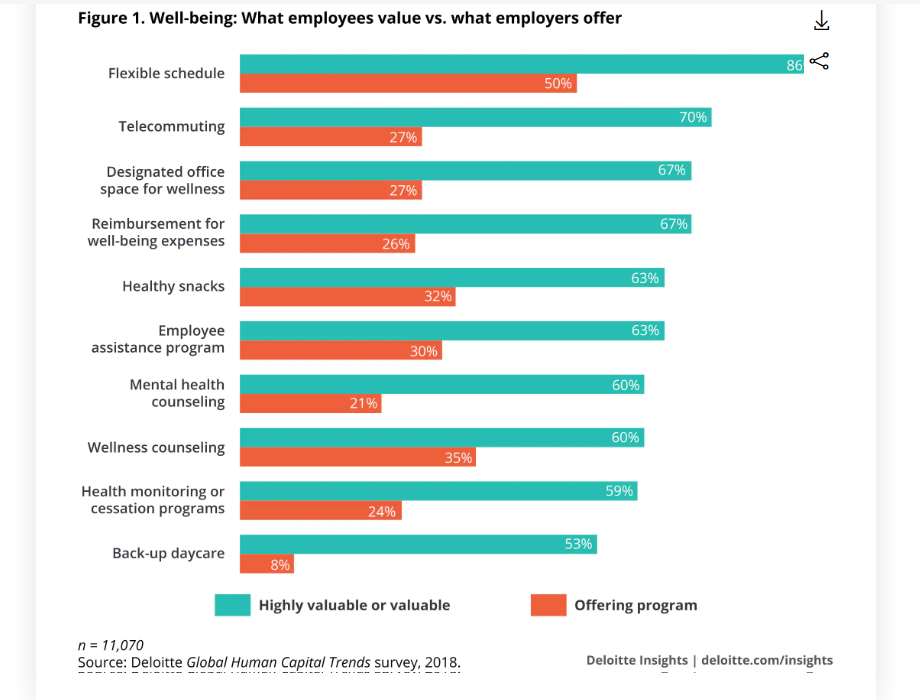 Figure 1. Well-being: What employees value vs. what employers offer
Flexible schedule
86
50%
Telecommuting
70%
27%
Designated office
space for wellness
67%
27%
Reimbursement for
well-being expenses
67%
26%
Healthy snacks
63%
32%
Employee
assistance program
63%
30%
Mental health
counseling
60%
21%
Wellness counseling
60%
35%
Health monitoring or
cessation programs
59%
24%
Back-up daycare
53%
8%
Highly valuable or valuable
Offering program
n = 11,070
Source: Deloitte Global Human Capital Trends survey, 2018.
Deloitte Insights | deloitte.com/insights